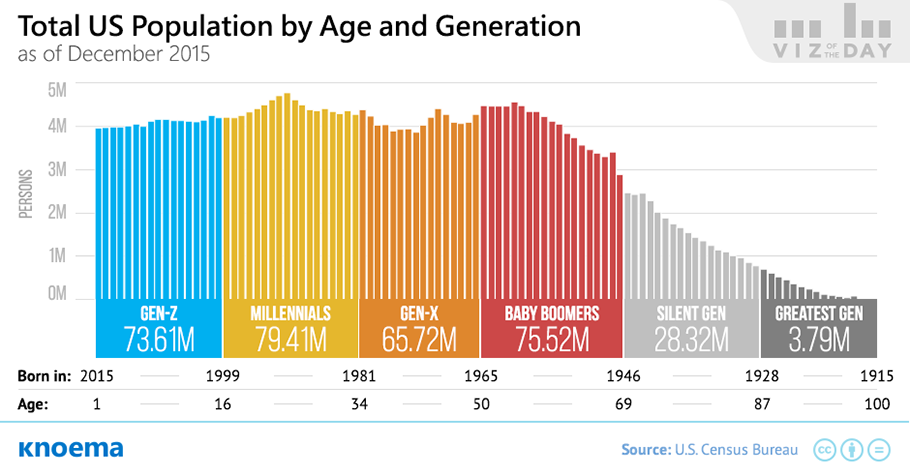 Total US Population by Age and Generation
as of December 2015
VIZ OF THE DAY
PERSONS
5M
4M
3M
2M
1M
0M
GEN-Z
73.61M
MILLENNIALS
79.41M
GEN-X
65.72M
BABY BOOMERS
75.52M
SILENT GEN
28.32M
GREATEST GEN
3.79M
Born in: 2015 1999 1981 1965 1946 1928 1915
Age: 1 16 34 50 69 87 100
knoema
Source: U.S. Census Bureau
cc